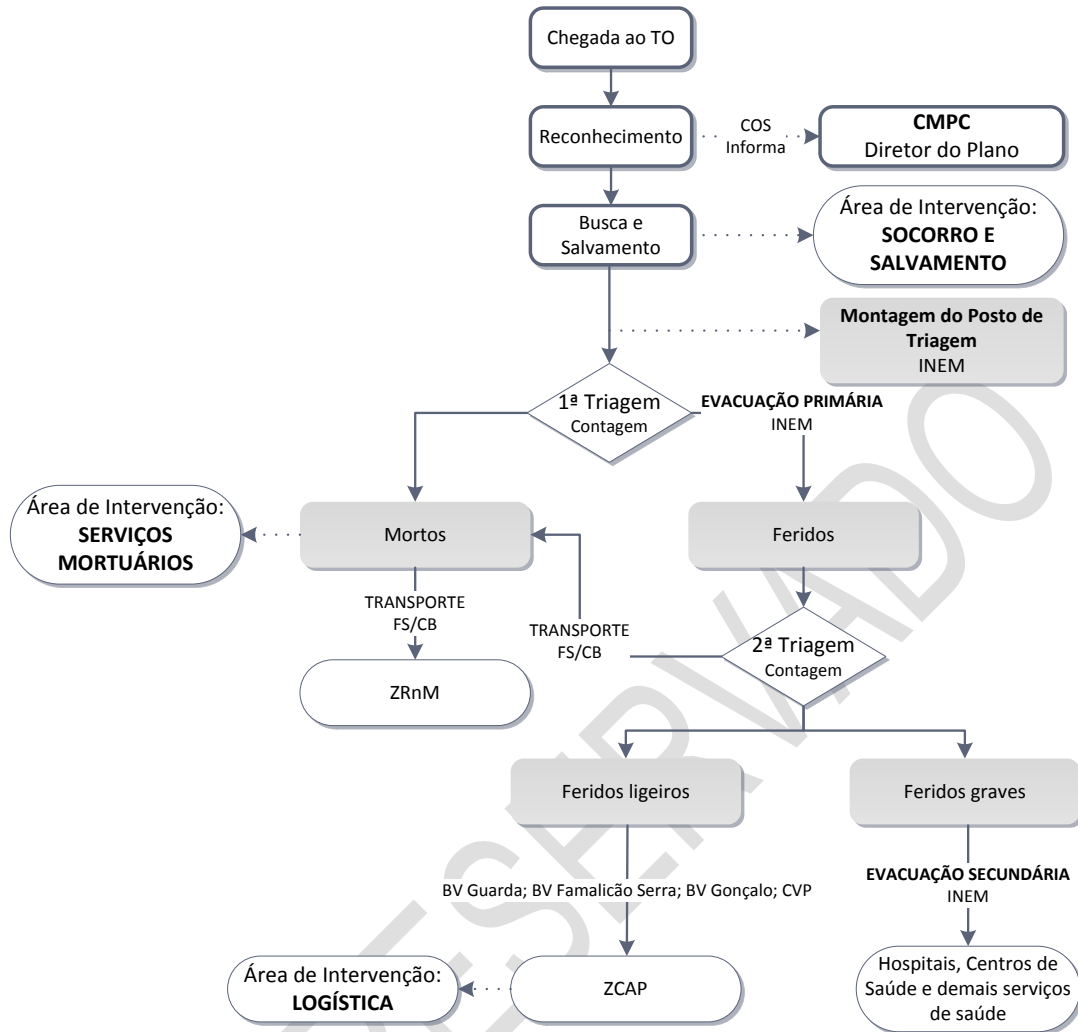 Chegada ao TO
Reconhecimento
COS
Informa
CMPC
Diretor do Plano
Busca e
Salvamento
Área de Intervenção:
SOCORRO E
SALVAMENTO
Montagem do Posto de
Triagem
INEM
1ª Triagem
Contagem
EVACUAÇÃO PRIMÁRIA
INEM
Área de Intervenção:
SERVIÇOS
MORTUÁRIOS
Mortos
Feridos
TRANSPORTE
FS/CB
TRANSPORTE
FS/CB
2ª Triagem
Contagem
ZRnM
Feridos ligeiros
Feridos graves
BV Guarda; BV Famalicão Serra; BV Gonçalo; CVP
EVACUAÇÃO SECUNDÁRIA
INEM
Área de Intervenção:
LOGÍSTICA
ZCAP
Hospitais, Centros de
Saúde e demais serviços
de saúde
ESERVADO